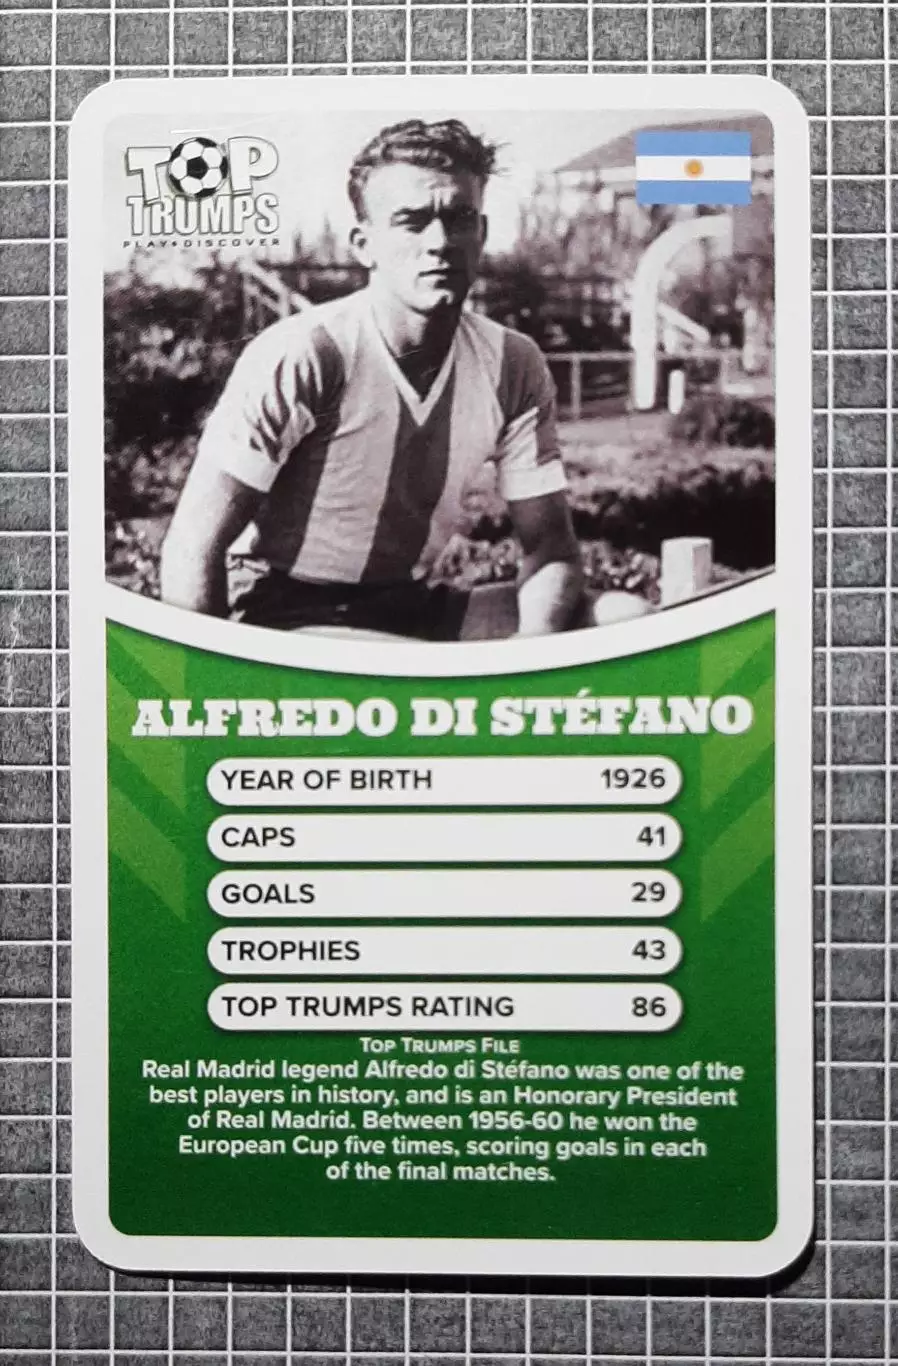 TOP
TRUMPS
PLAY•DISCOVER
ALFREDO DI STÉFANO
YEAR OF BIRTH 1926
CAPS 41
GOALS 29
TROPHIES 43
TOP TRUMPS RATING 86
TOP TRUMPS FILE
Real Madrid legend Alfredo di Stéfano was one of the
best players in history, and is an Honorary President
of Real Madrid. Between 1956-60 he won the
European Cup five times, scoring goals in each
of the final matches.